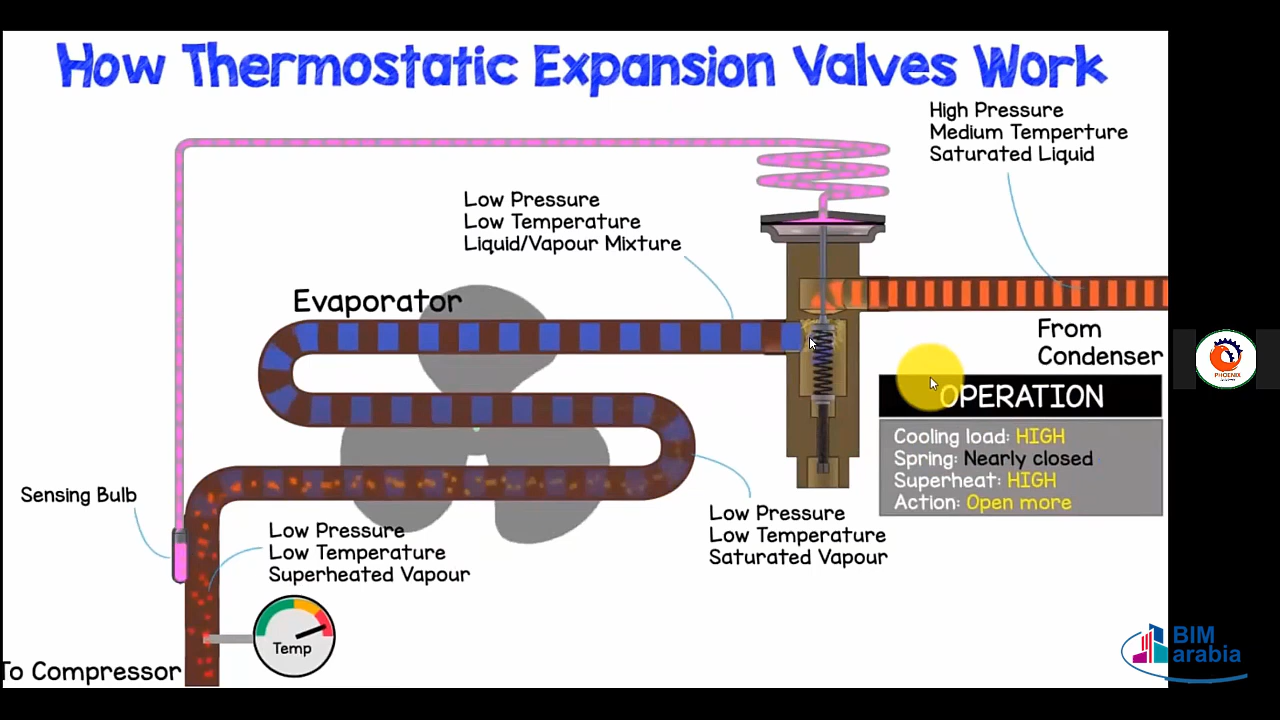 How Thermostatic Expansion Valves Work
High Pressure
Medium Temperture
Saturated Liquid
Low Pressure
Low Temperature
Liquid/Vapour Mixture
Evaporator
From
Condenser
OPERATION
Cooling load: HIGH
Spring: Nearly closed
Superheat: HIGH
Action: Open more
Sensing Bulb
Low Pressure
Low Temperature
Superheated Vapour
Low Pressure
Low Temperature
Saturated Vapour
Temp
To Compressor
PHOENIX
BIM
arabia